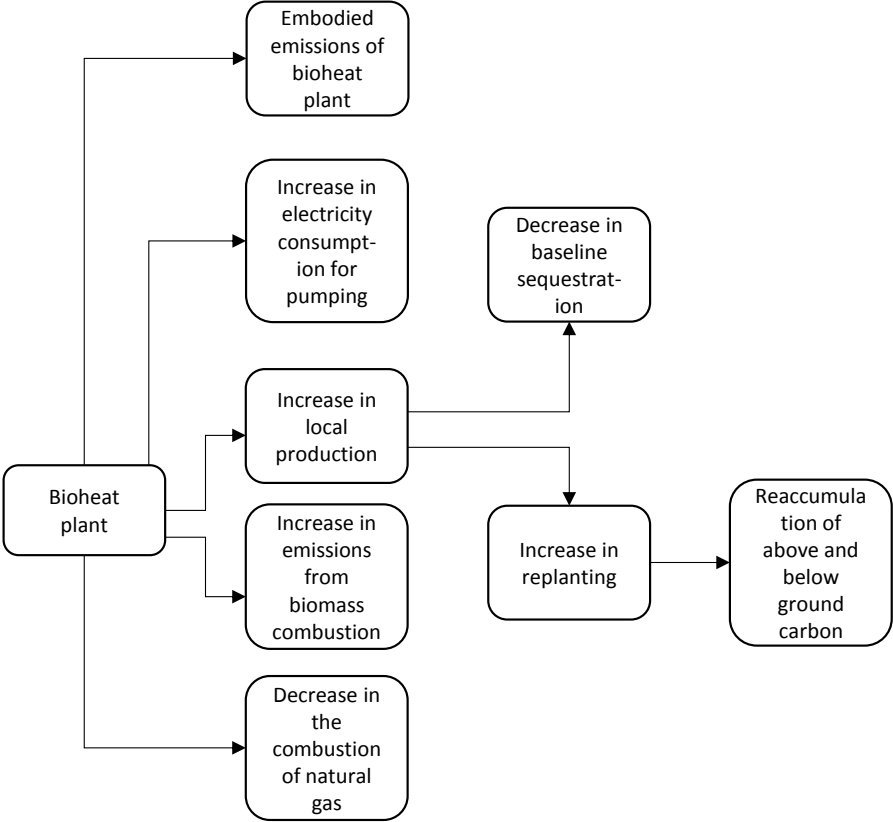 Embodied
emissions of
bioheat
plant
Increase in
electricity
consumpt-
ion for
pumping
Decrease in
baseline
sequestrat-
ion
Increase in
local
production
Bioheat
plant
Increase in
emissions
from
biomass
combustion
Increase in
replanting
Reaccumula
tion of
above and
below
ground
carbon
Decrease in
the
combustion
of natural
gas